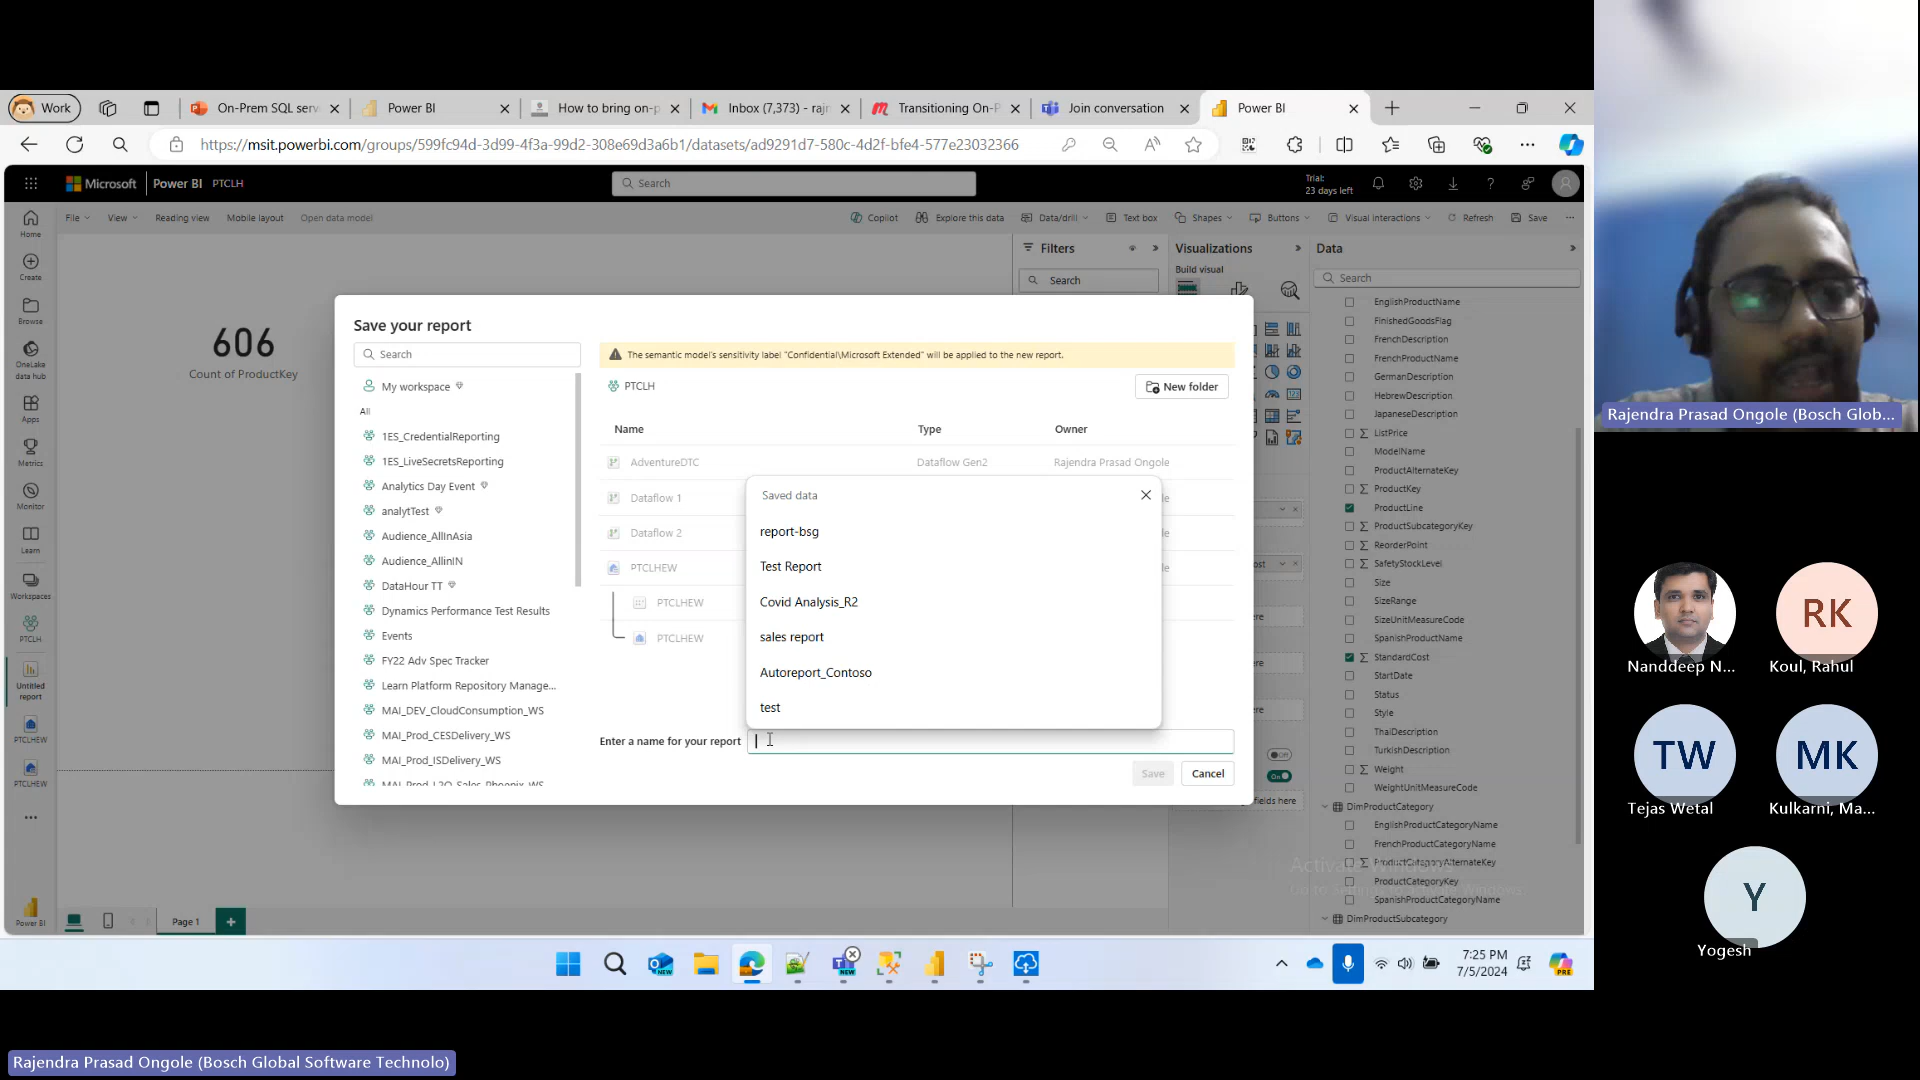 Work
On-Prem SQL serv
Power BI
How to bring on-p
Inbox (7,373) - rajr
Transitioning On-P
Join conversation
Power BI
https://msit.powerbi.com/groups/599fc94d-3d99-4f3a-99d2-308e69d3a6b1/datasets/ad9291d7-580c-4d2f-bfe4-577e23032366
Microsoft
Power BI
PTCLH
Search
Trial:
23 days left
File
View
Reading view
Mobile layout
Open data model
Copilot
Explore this data
Data/drill
Text box
Shapes
Buttons
Visual interactions
Refresh
Save
Home
Create
Browse
OneLake
data hub
Apps
Metrics
Monitor
Learn
Workspaces
PTCLH
Untitled
report
PTCLHEW
PTCLHEW
Power BI
606
Count of ProductKey
Filters
Search
Visualizations
Build visual
Data
Search
EnglishProductName
FinishedGoodsFlag
FrenchDescription
FrenchProductName
GermanDescription
HebrewDescription
JapaneseDescription
ListPrice
ModelName
ProductAlternateKey
ProductKey
ProductLine
ProductSubcategoryKey
ReorderPoint
SafetyStockLevel
Size
SizeRange
SizeUnitMeasureCode
SpanishProductName
StandardCost
StartDate
Status
Style
ThaiDescription
TurkishDescription
Weight
WeightUnitMeasureCode
DimProductCategory
EnglishProductCategoryName
FrenchProductCategoryName
ProductCategoryAlternateKey
ProductCategoryKey
SpanishProductCategoryName
DimProductSubcategory
Save your report
Search
My workspace
All
1ES_CredentialReporting
1ES_LiveSecretsReporting
Analytics Day Event
analytTest
Audience_AllInAsia
Audience_AllinIN
DataHour TT
Dynamics Performance Test Results
Events
FY22 Adv Spec Tracker
Learn Platform Repository Manage...
MAI_DEV_CloudConsumption_WS
MAI_Prod_CESDelivery_WS
MAI_Prod_ISDelivery_WS
MAI_Prod_L2O_Sales_Phoenix_WS
The semantic model's sensitivity label "Confidential\Microsoft Extended" will be applied to the new report.
PTCLH
New folder
Name
Type
Owner
AdventureDTC
Dataflow Gen2
Rajendra Prasad Ongole
Dataflow 1
Dataflow 2
PTCLHEW
PTCLHEW
PTCLHEW
Saved data
report-bsg
Test Report
Covid Analysis_R2
sales report
Autoreport_Contoso
test
Enter a name for your report
Save
Cancel
fields here
On
Activate Windows
Page 1
7:25 PM
7/5/2024
Rajendra Prasad Ongole (Bosch Glob...
Nanddeep N...
RK
Koul, Rahul
TW
Tejas Wetal
MK
Kulkarni, Ma...
Y
Yogesh
Rajendra Prasad Ongole (Bosch Global Software Technolo)